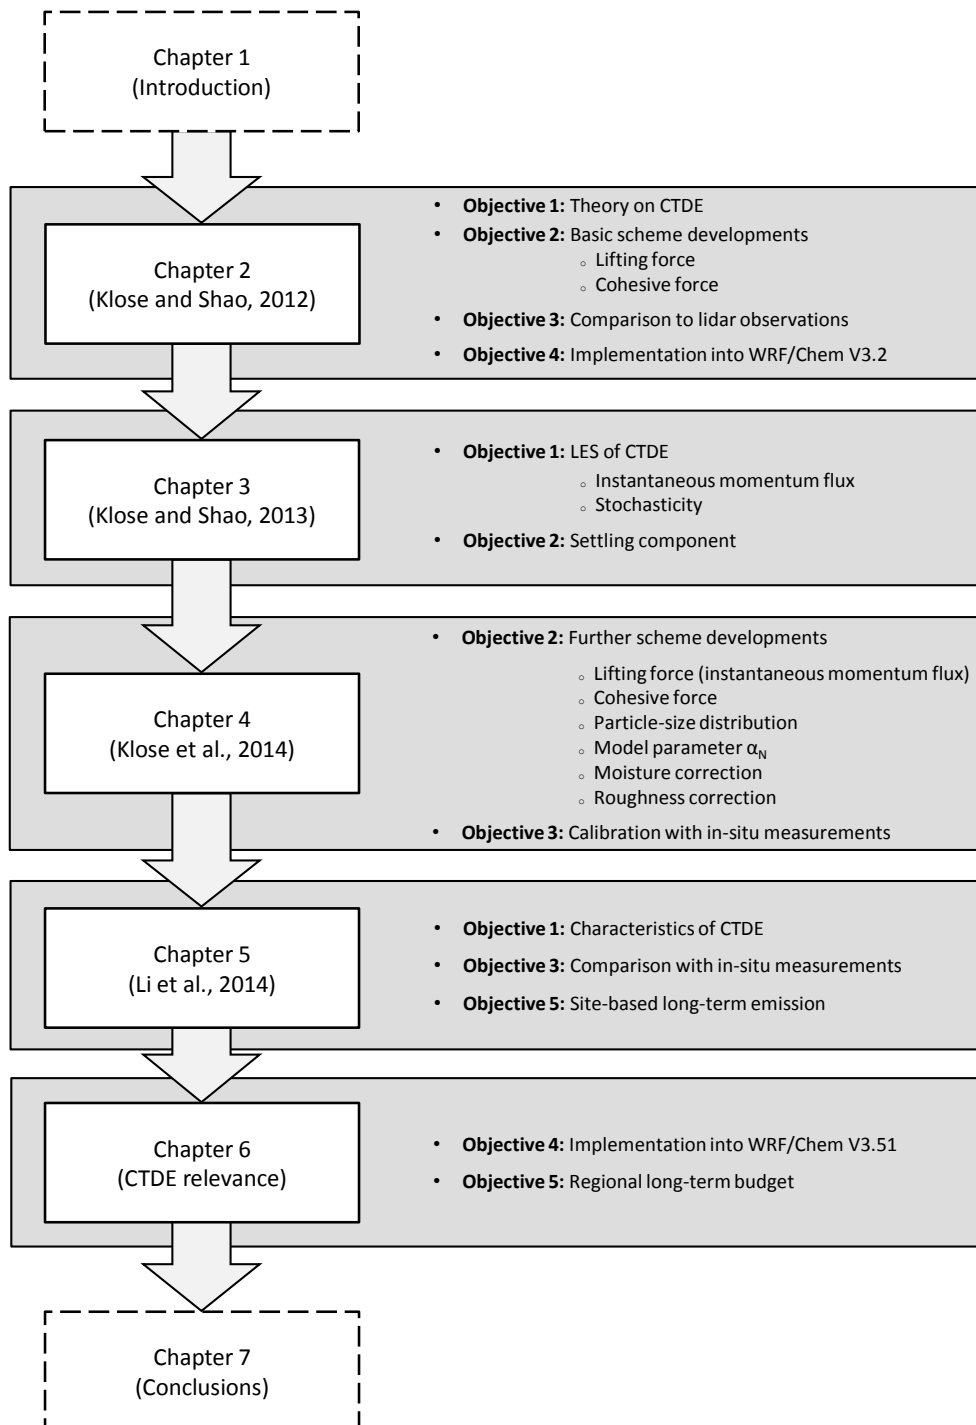 Chapter 1
(Introduction)
Chapter 2
(Klose and Shao, 2012)
• Objective 1: Theory on CTDE
• Objective 2: Basic scheme developments
○ Lifting force
○ Cohesive force
• Objective 3: Comparison to lidar observations
• Objective 4: Implementation into WRF/Chem V3.2
Chapter 3
(Klose and Shao, 2013)
• Objective 1: LES of CTDE
○ Instantaneous momentum flux
○ Stochasticity
• Objective 2: Settling component
Chapter 4
(Klose et al., 2014)
• Objective 2: Further scheme developments
○ Lifting force (instantaneous momentum flux)
○ Cohesive force
○ Particle-size distribution
○ Model parameter α_N
○ Moisture correction
○ Roughness correction
• Objective 3: Calibration with in-situ measurements
Chapter 5
(Li et al., 2014)
• Objective 1: Characteristics of CTDE
• Objective 3: Comparison with in-situ measurements
• Objective 5: Site-based long-term emission
Chapter 6
(CTDE relevance)
• Objective 4: Implementation into WRF/Chem V3.51
• Objective 5: Regional long-term budget
Chapter 7
(Conclusions)